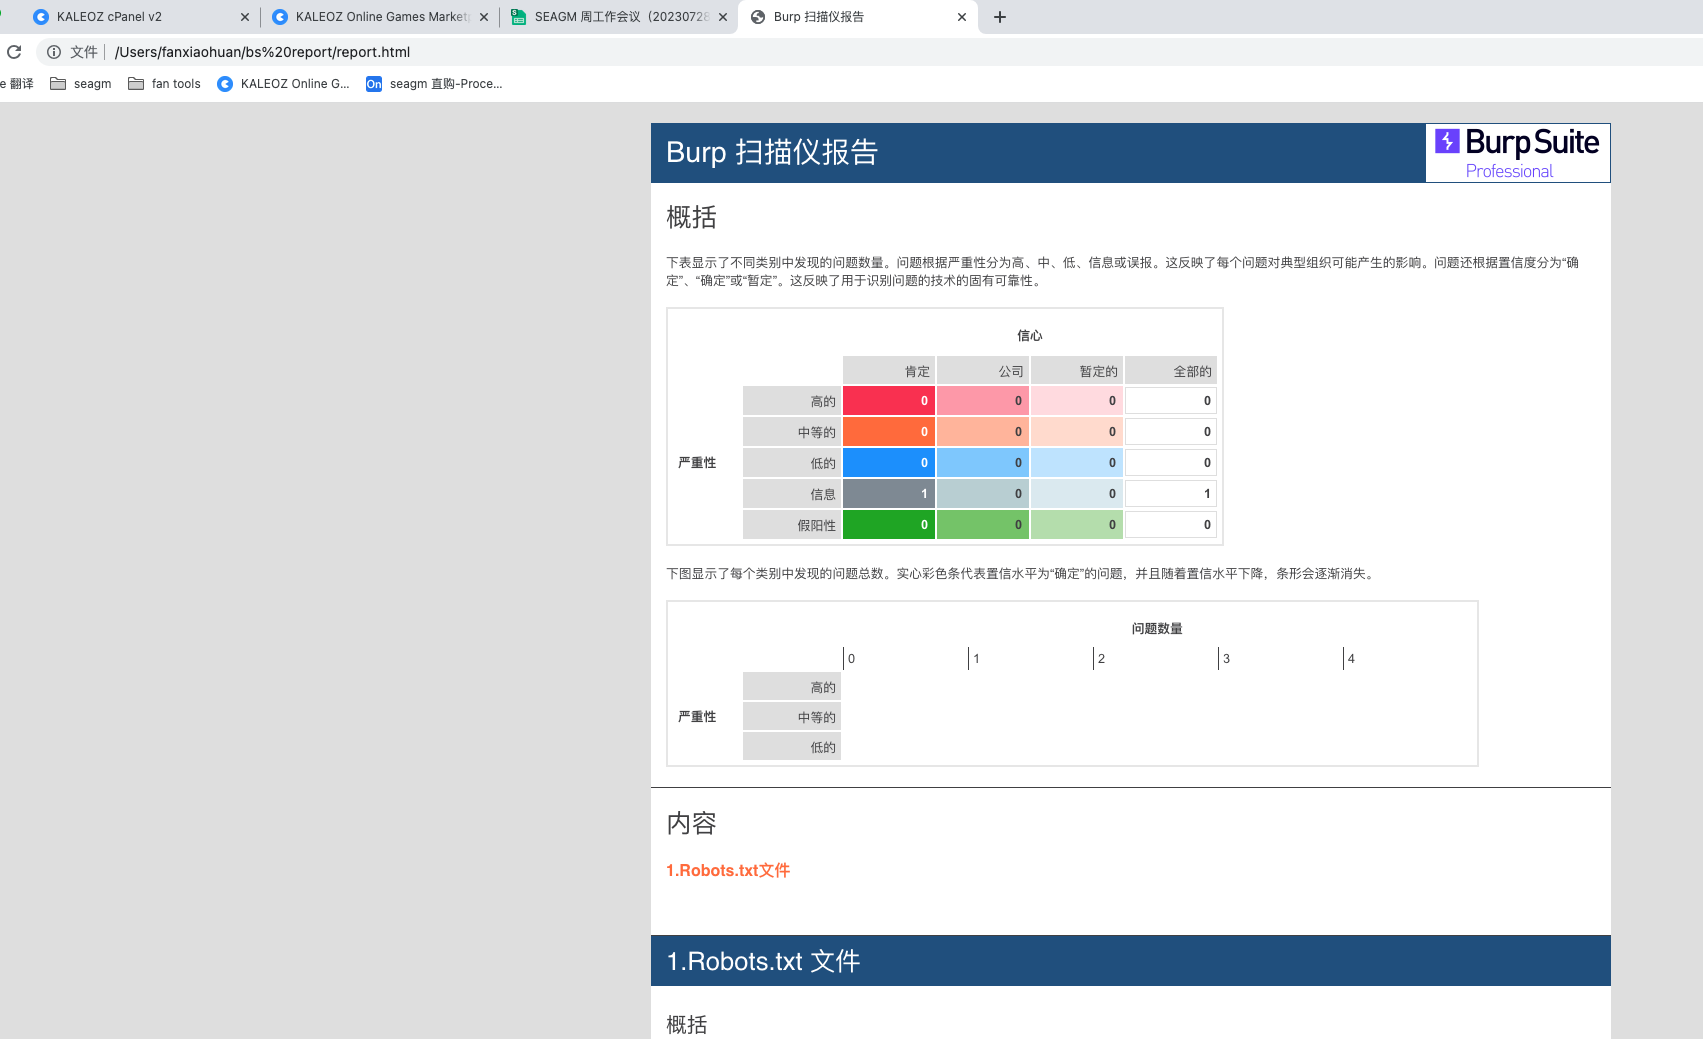 KALEOZ cPanel v2
KALEOZ Online Games Market
SEAGM 周工作会议（20230728
Burp 扫描仪报告
文件 /Users/fanxiaohuan/bs%20report/report.html
e 翻译 seagm fan tools KALEOZ Online G... On seagm 直购-Proce...
Burp 扫描仪报告
Burp Suite
Professional
概括
下表显示了不同类别中发现的问题数量。问题根据严重性分为高、中、低、信息或误报。这反映了每个问题对典型组织可能产生的影响。问题还根据置信度分为“确
定”、“确定”或“暂定”。这反映了用于识别问题的技术的固有可靠性。
信心
肯定 公司 暂定的 全部的
高的 0 0 0 0
中等的 0 0 0 0
严重性 低的 0 0 0 0
信息 1 0 0 1
假阳性 0 0 0 0
下图显示了每个类别中发现的问题总数。实心彩色条代表置信水平为“确定”的问题，并且随着置信水平下降，条形会逐渐消失。
问题数量
0 1 2 3 4
高的
严重性 中等的
低的
内容
1.Robots.txt文件
1.Robots.txt 文件
概括